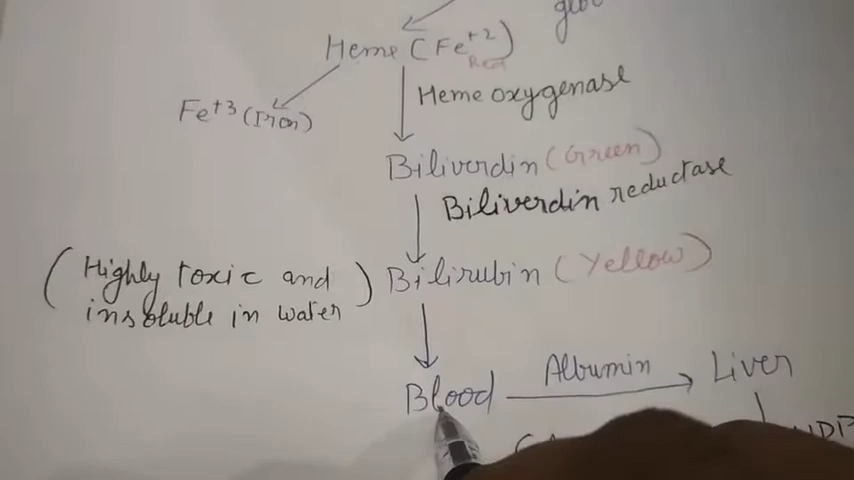 Heme (Fe+2)
Red
Fe+3 (Iron)
Heme oxygenase
Biliverdin (Green)
Biliverdin reductase
(Highly toxic and insoluble in water)
Bilirubin (Yellow)
Blood
Albumin
Liver